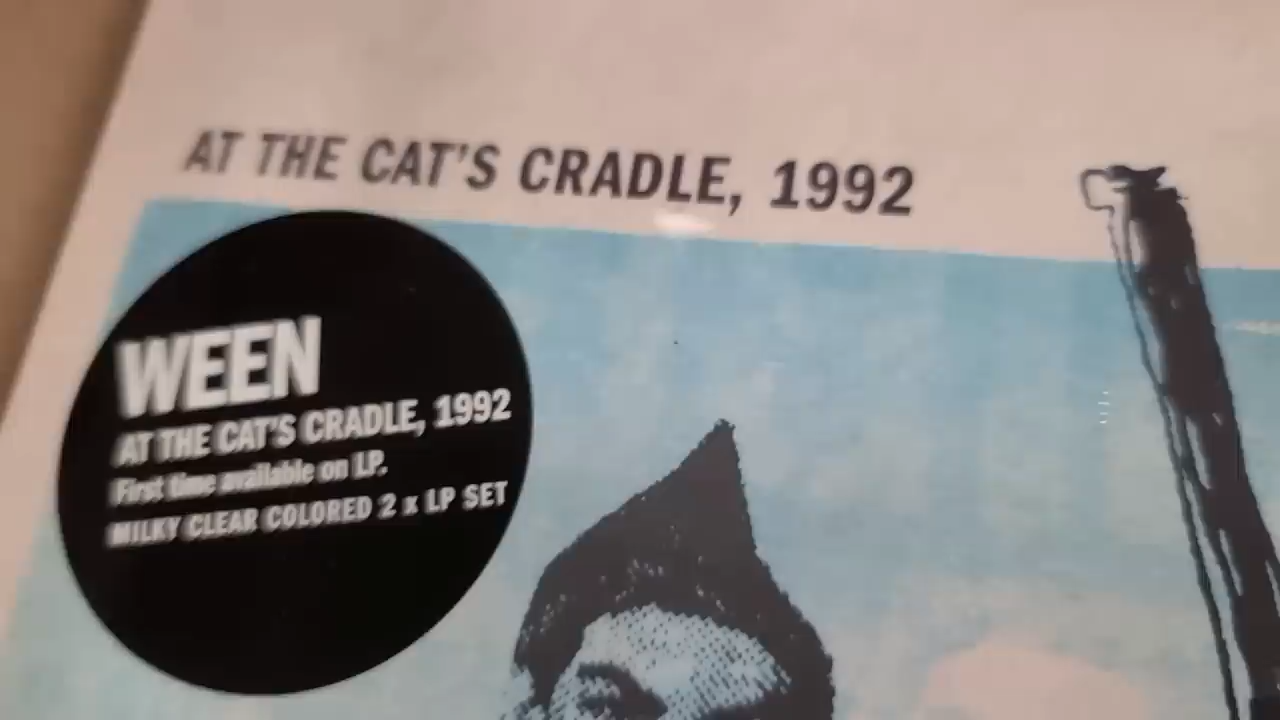 AT THE CAT'S CRADLE, 1992
WEEN
AT THE CAT'S CRADLE, 1992
First time available on LP.
MILKY CLEAR COLORED 2 x LP SET